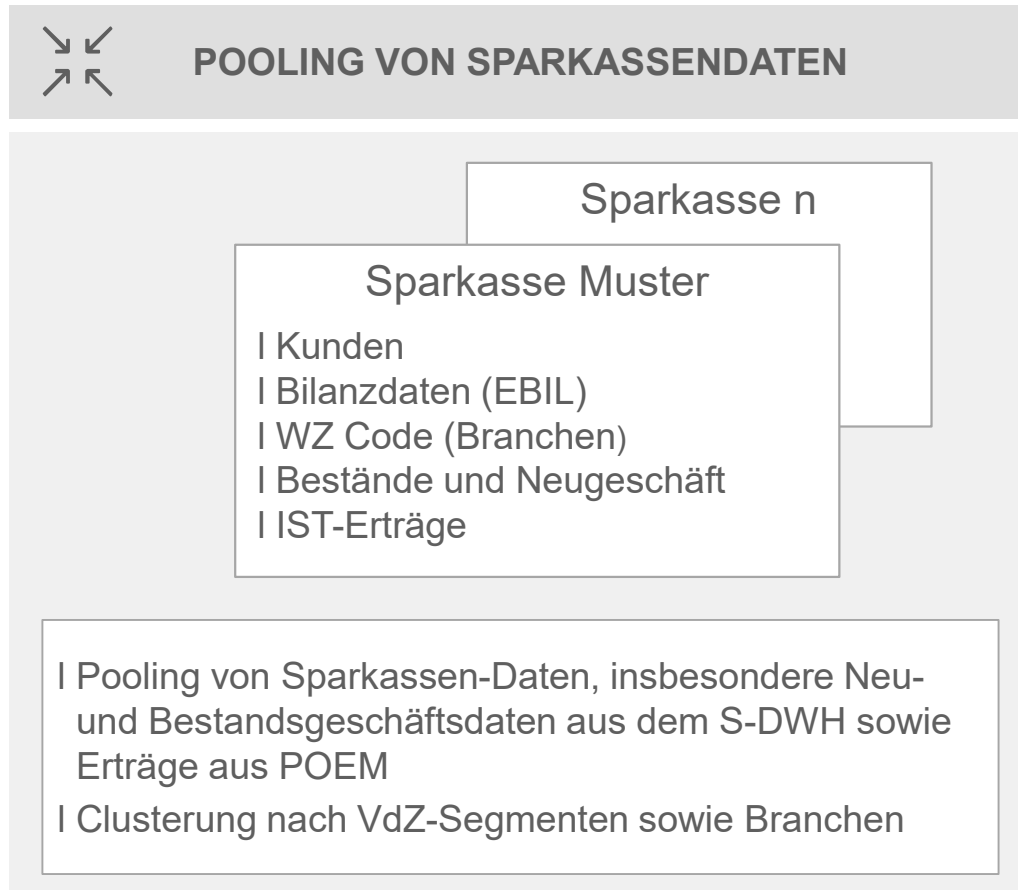 POOLING VON SPARKASSENDATEN
Sparkasse n
Sparkasse Muster
l Kunden
l Bilanzdaten (EBIL)
l WZ Code (Branchen)
l Bestände und Neugeschäft
l IST-Erträge
l Pooling von Sparkassen-Daten, insbesondere Neu-
und Bestandsgeschäftsdaten aus dem S-DWH sowie
Erträge aus POEM
l Clusterung nach VdZ-Segmenten sowie Branchen